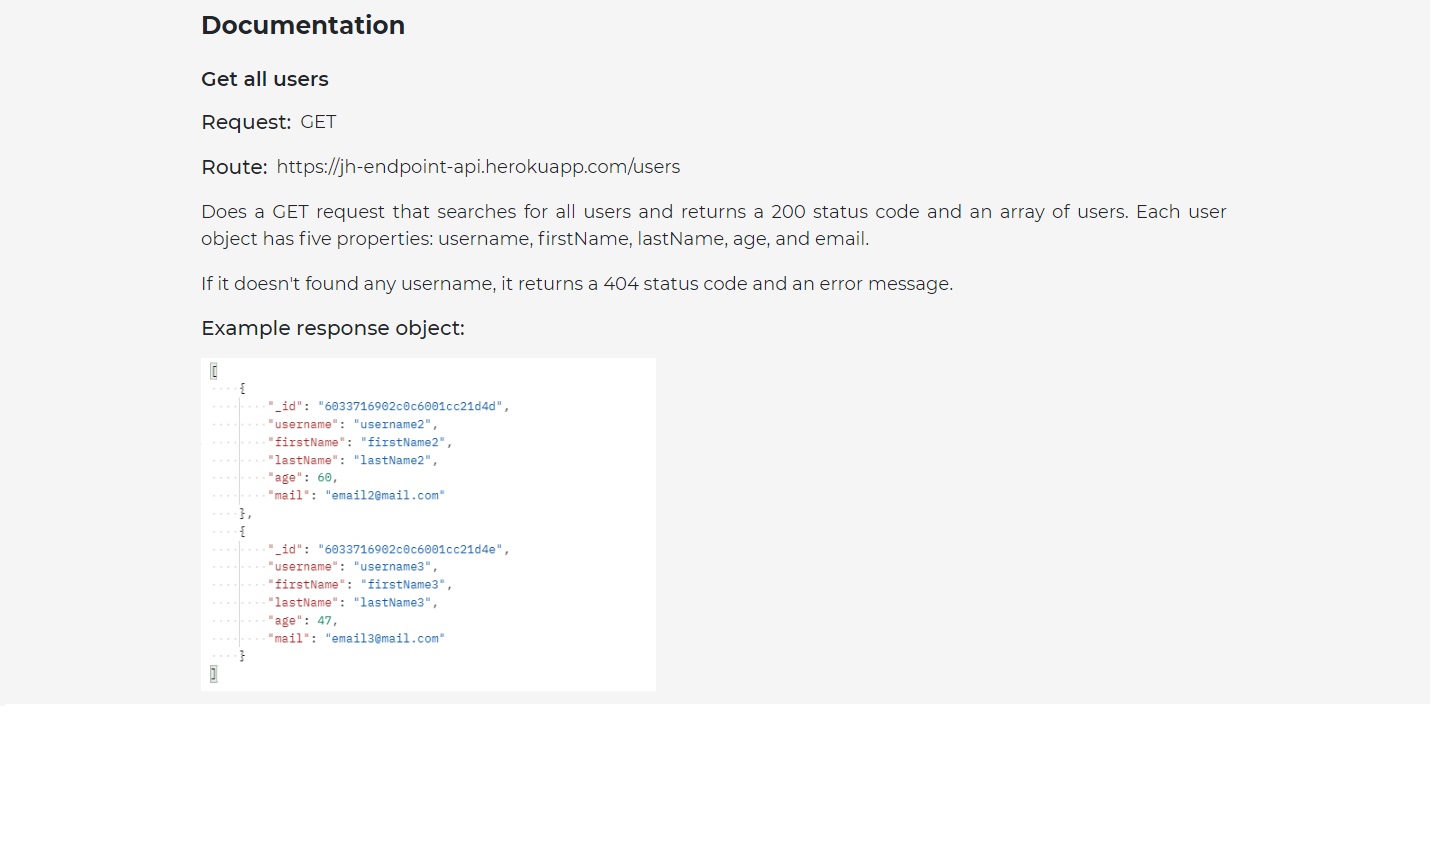 Documentation
Get all users
Request: GET
Route: https://jh-endpoint-api.herokuapp.com/users
Does a GET request that searches for all users and returns a 200 status code and an array of users. Each user
object has five properties: username, firstName, lastName, age, and email.
If it doesn't found any username, it returns a 404 status code and an error message.
Example response object:
[
{
"_id": "6033716902c0c6001cc21d4d",
"username": "username2",
"firstName": "firstName2",
"lastName": "lastName2",
"age": 60,
"mail": "email2@mail.com"
},
{
"_id": "6033716902c0c6001cc21d4e",
"username": "username3",
"firstName": "firstName3",
"lastName": "lastName3",
"age": 47,
"mail": "email3@mail.com"
}
]